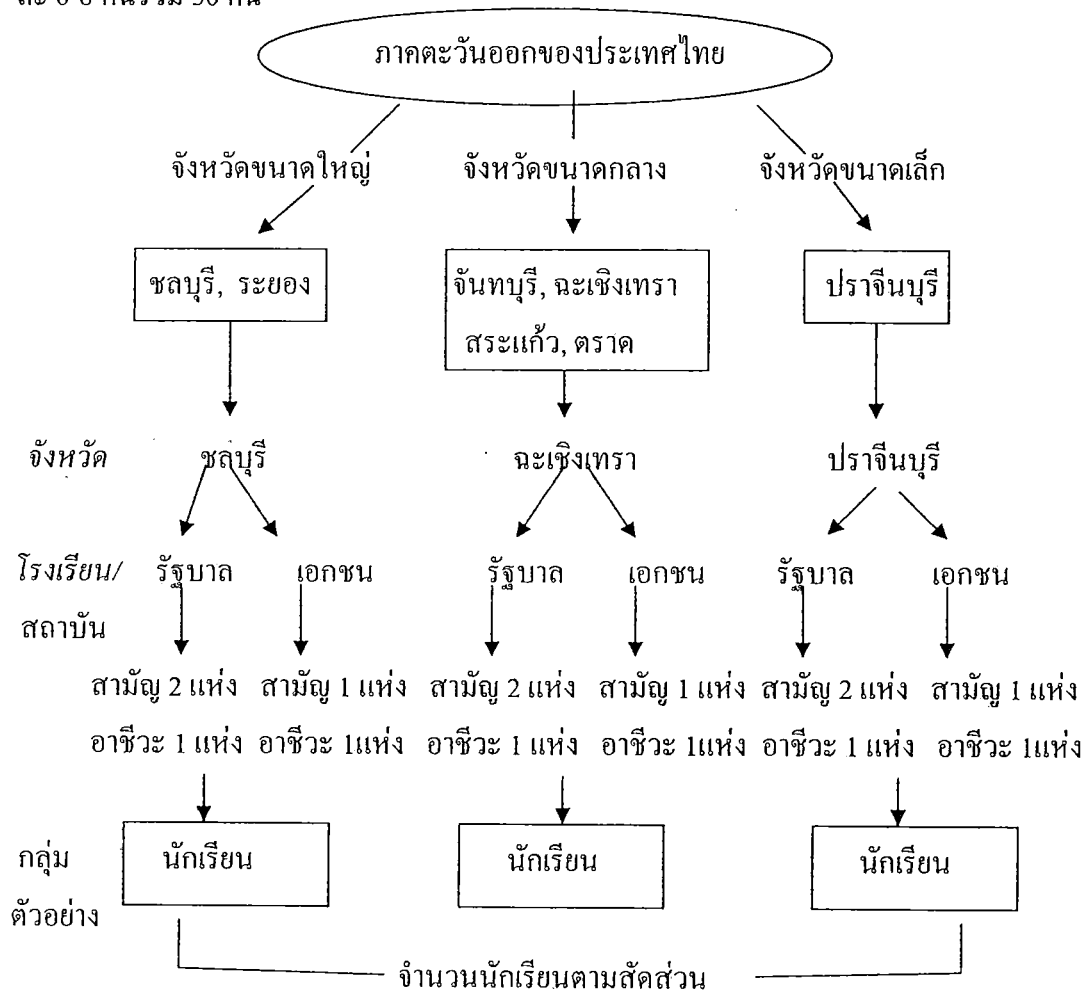 ภาคตะวันออกของประเทศไทย
จังหวัดขนาดใหญ่ จังหวัดขนาดกลาง จังหวัดขนาดเล็ก
ชลบุรี, ระยอง จันทบุรี, ฉะเชิงเทรา ปราจีนบุรี
สระแก้ว, ตราด
จังหวัด ชลบุรี ฉะเชิงเทรา ปราจีนบุรี
โรงเรียน/ รัฐบาล เอกชน รัฐบาล เอกชน รัฐบาล เอกชน
สถาบัน
สามัญ 2 แห่ง สามัญ 1 แห่ง สามัญ 2 แห่ง สามัญ 1 แห่ง สามัญ 2 แห่ง สามัญ 1 แห่ง
อาชีวะ 1 แห่ง อาชีวะ 1แห่ง อาชีวะ 1 แห่ง อาชีวะ 1แห่ง อาชีวะ 1 แห่ง อาชีวะ 1แห่ง
กลุ่ม นักเรียน นักเรียน นักเรียน
ตัวอย่าง
จำนวนนักเรียนตามสัดส่วน